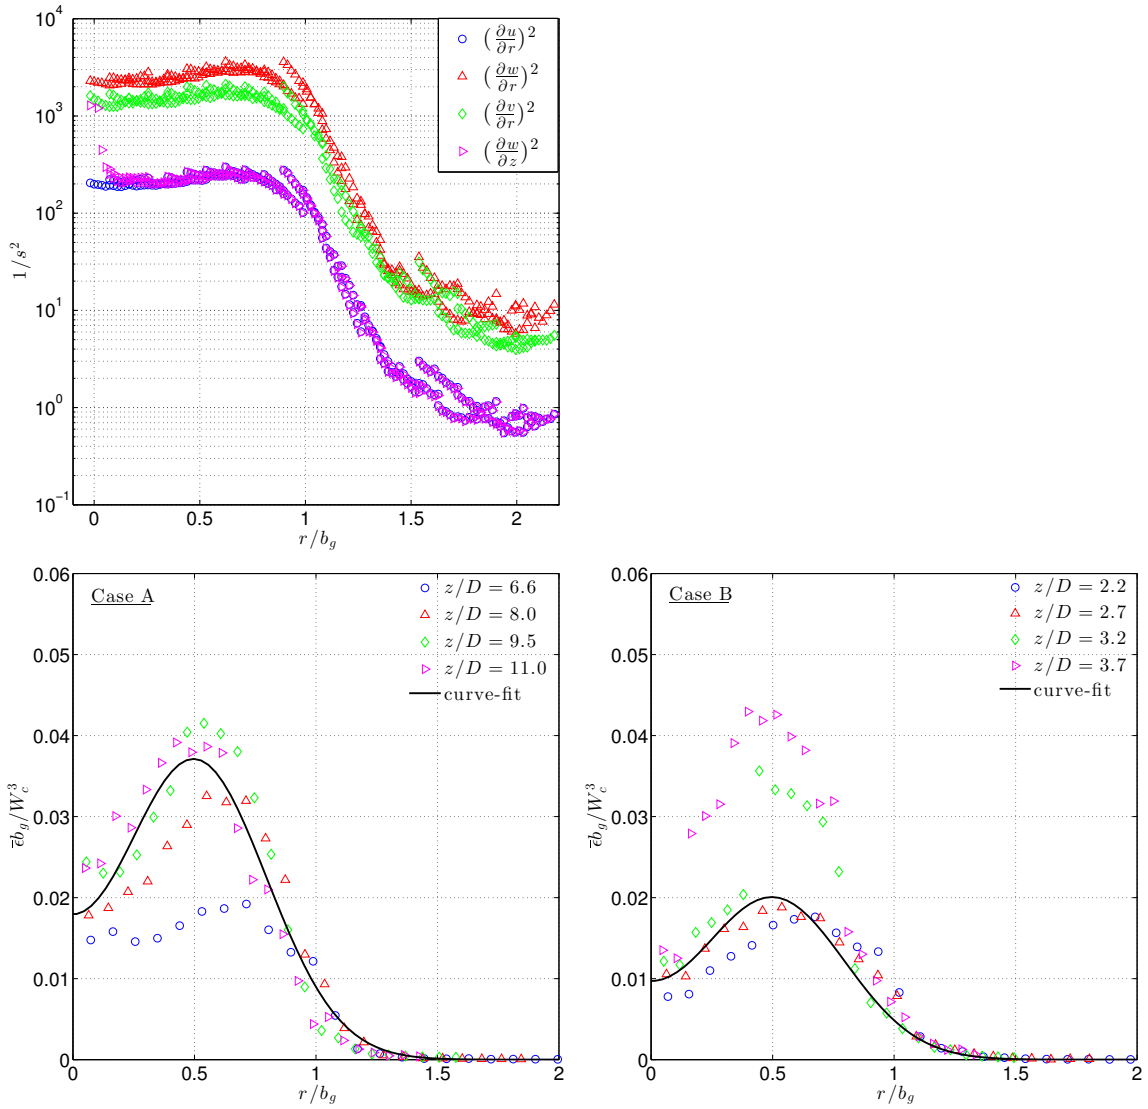 10^4
10^3
10^2
10^1
10^0
10^{-1}
1/s^2
0 0.5 1 1.5 2
r/b_g
(∂u/∂r)^2
(∂w/∂r)^2
(∂v/∂r)^2
(∂w/∂z)^2
Case A
0.06
0.05
0.04
0.03
0.02
0.01
0
ε̄b_g/W_c^3
0 0.5 1 1.5 2
r/b_g
z/D = 6.6
z/D = 8.0
z/D = 9.5
z/D = 11.0
curve-fit
Case B
0.06
0.05
0.04
0.03
0.02
0.01
0
ε̄b_g/W_c^3
0 0.5 1 1.5 2
r/b_g
z/D = 2.2
z/D = 2.7
z/D = 3.2
z/D = 3.7
curve-fit